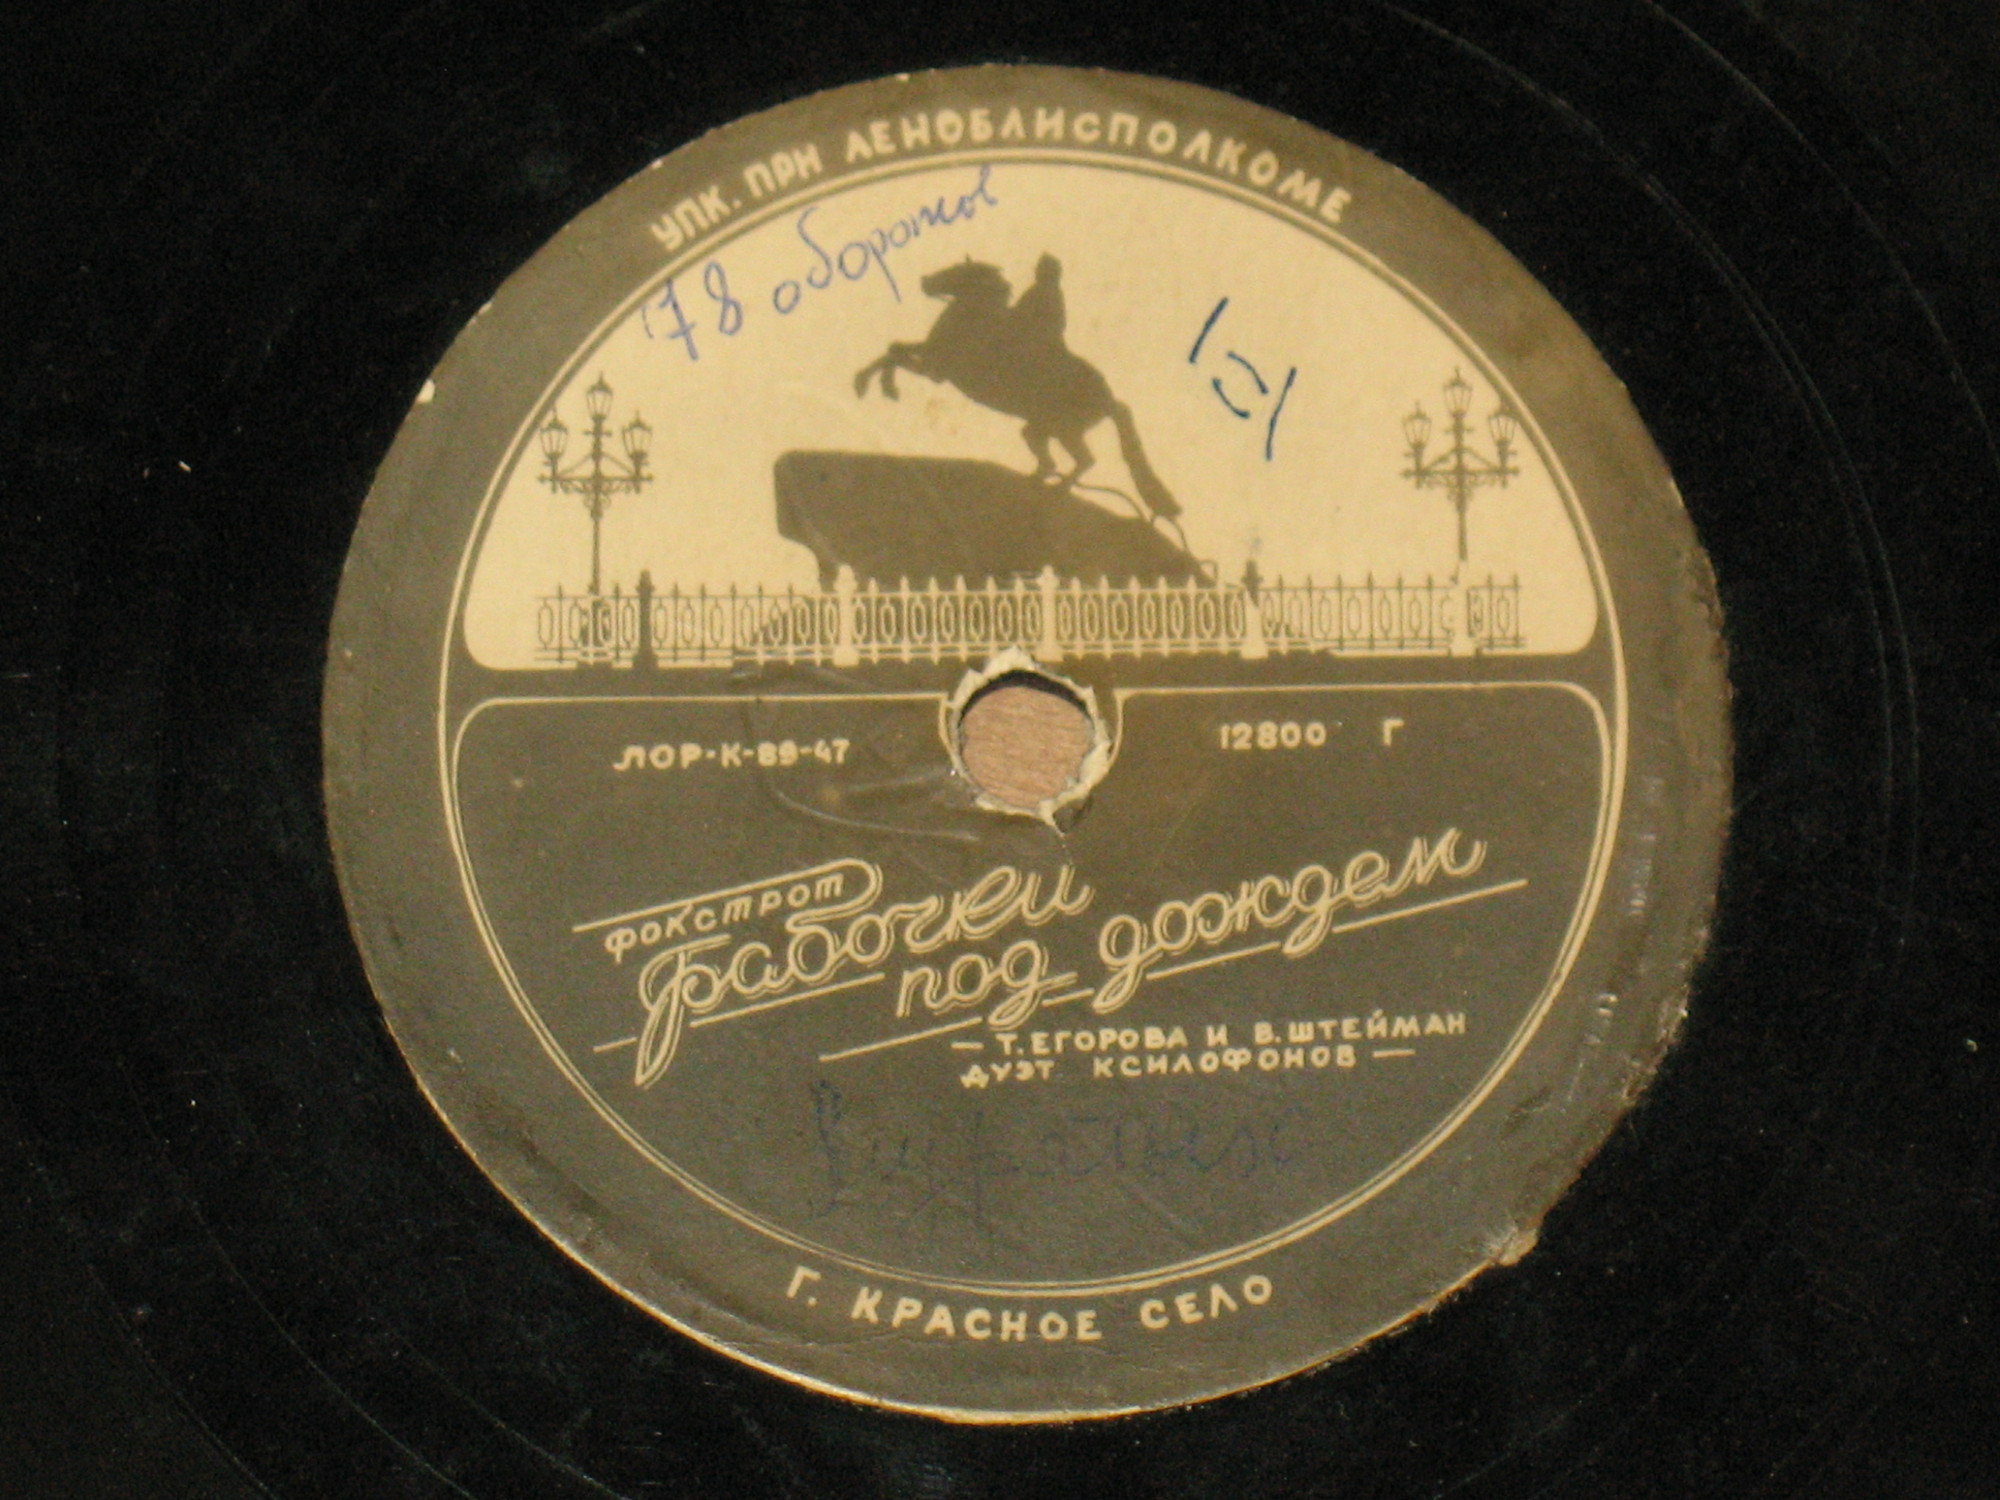 УПК. ПРИ ЛЕНОБЛИСПОЛКОМЕ
78 оборотов
ЛОР-К-89-47
12800 Г
ФОКСТРОТ
Бабочки
под дождем
— Т. ЕГОРОВА И В. ШТЕЙМАН
ДУЭТ КСИЛОФОНОВ —
Г. КРАСНОЕ СЕЛО